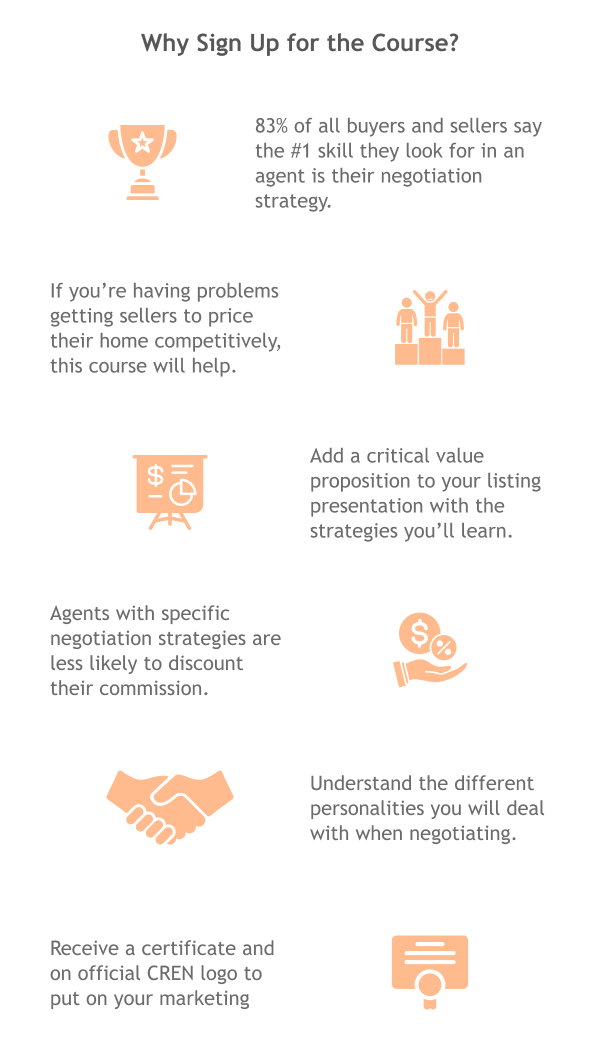 Why Sign Up for the Course?
83% of all buyers and sellers say
the #1 skill they look for in an
agent is their negotiation
strategy.
If you’re having problems
getting sellers to price
their home competitively,
this course will help.
$
Add a critical value
proposition to your listing
presentation with the
strategies you’ll learn.
Agents with specific
negotiation strategies are
less likely to discount
their commission.
$
%
Understand the different
personalities you will deal
with when negotiating.
Receive a certificate and
on official CREN logo to
put on your marketing